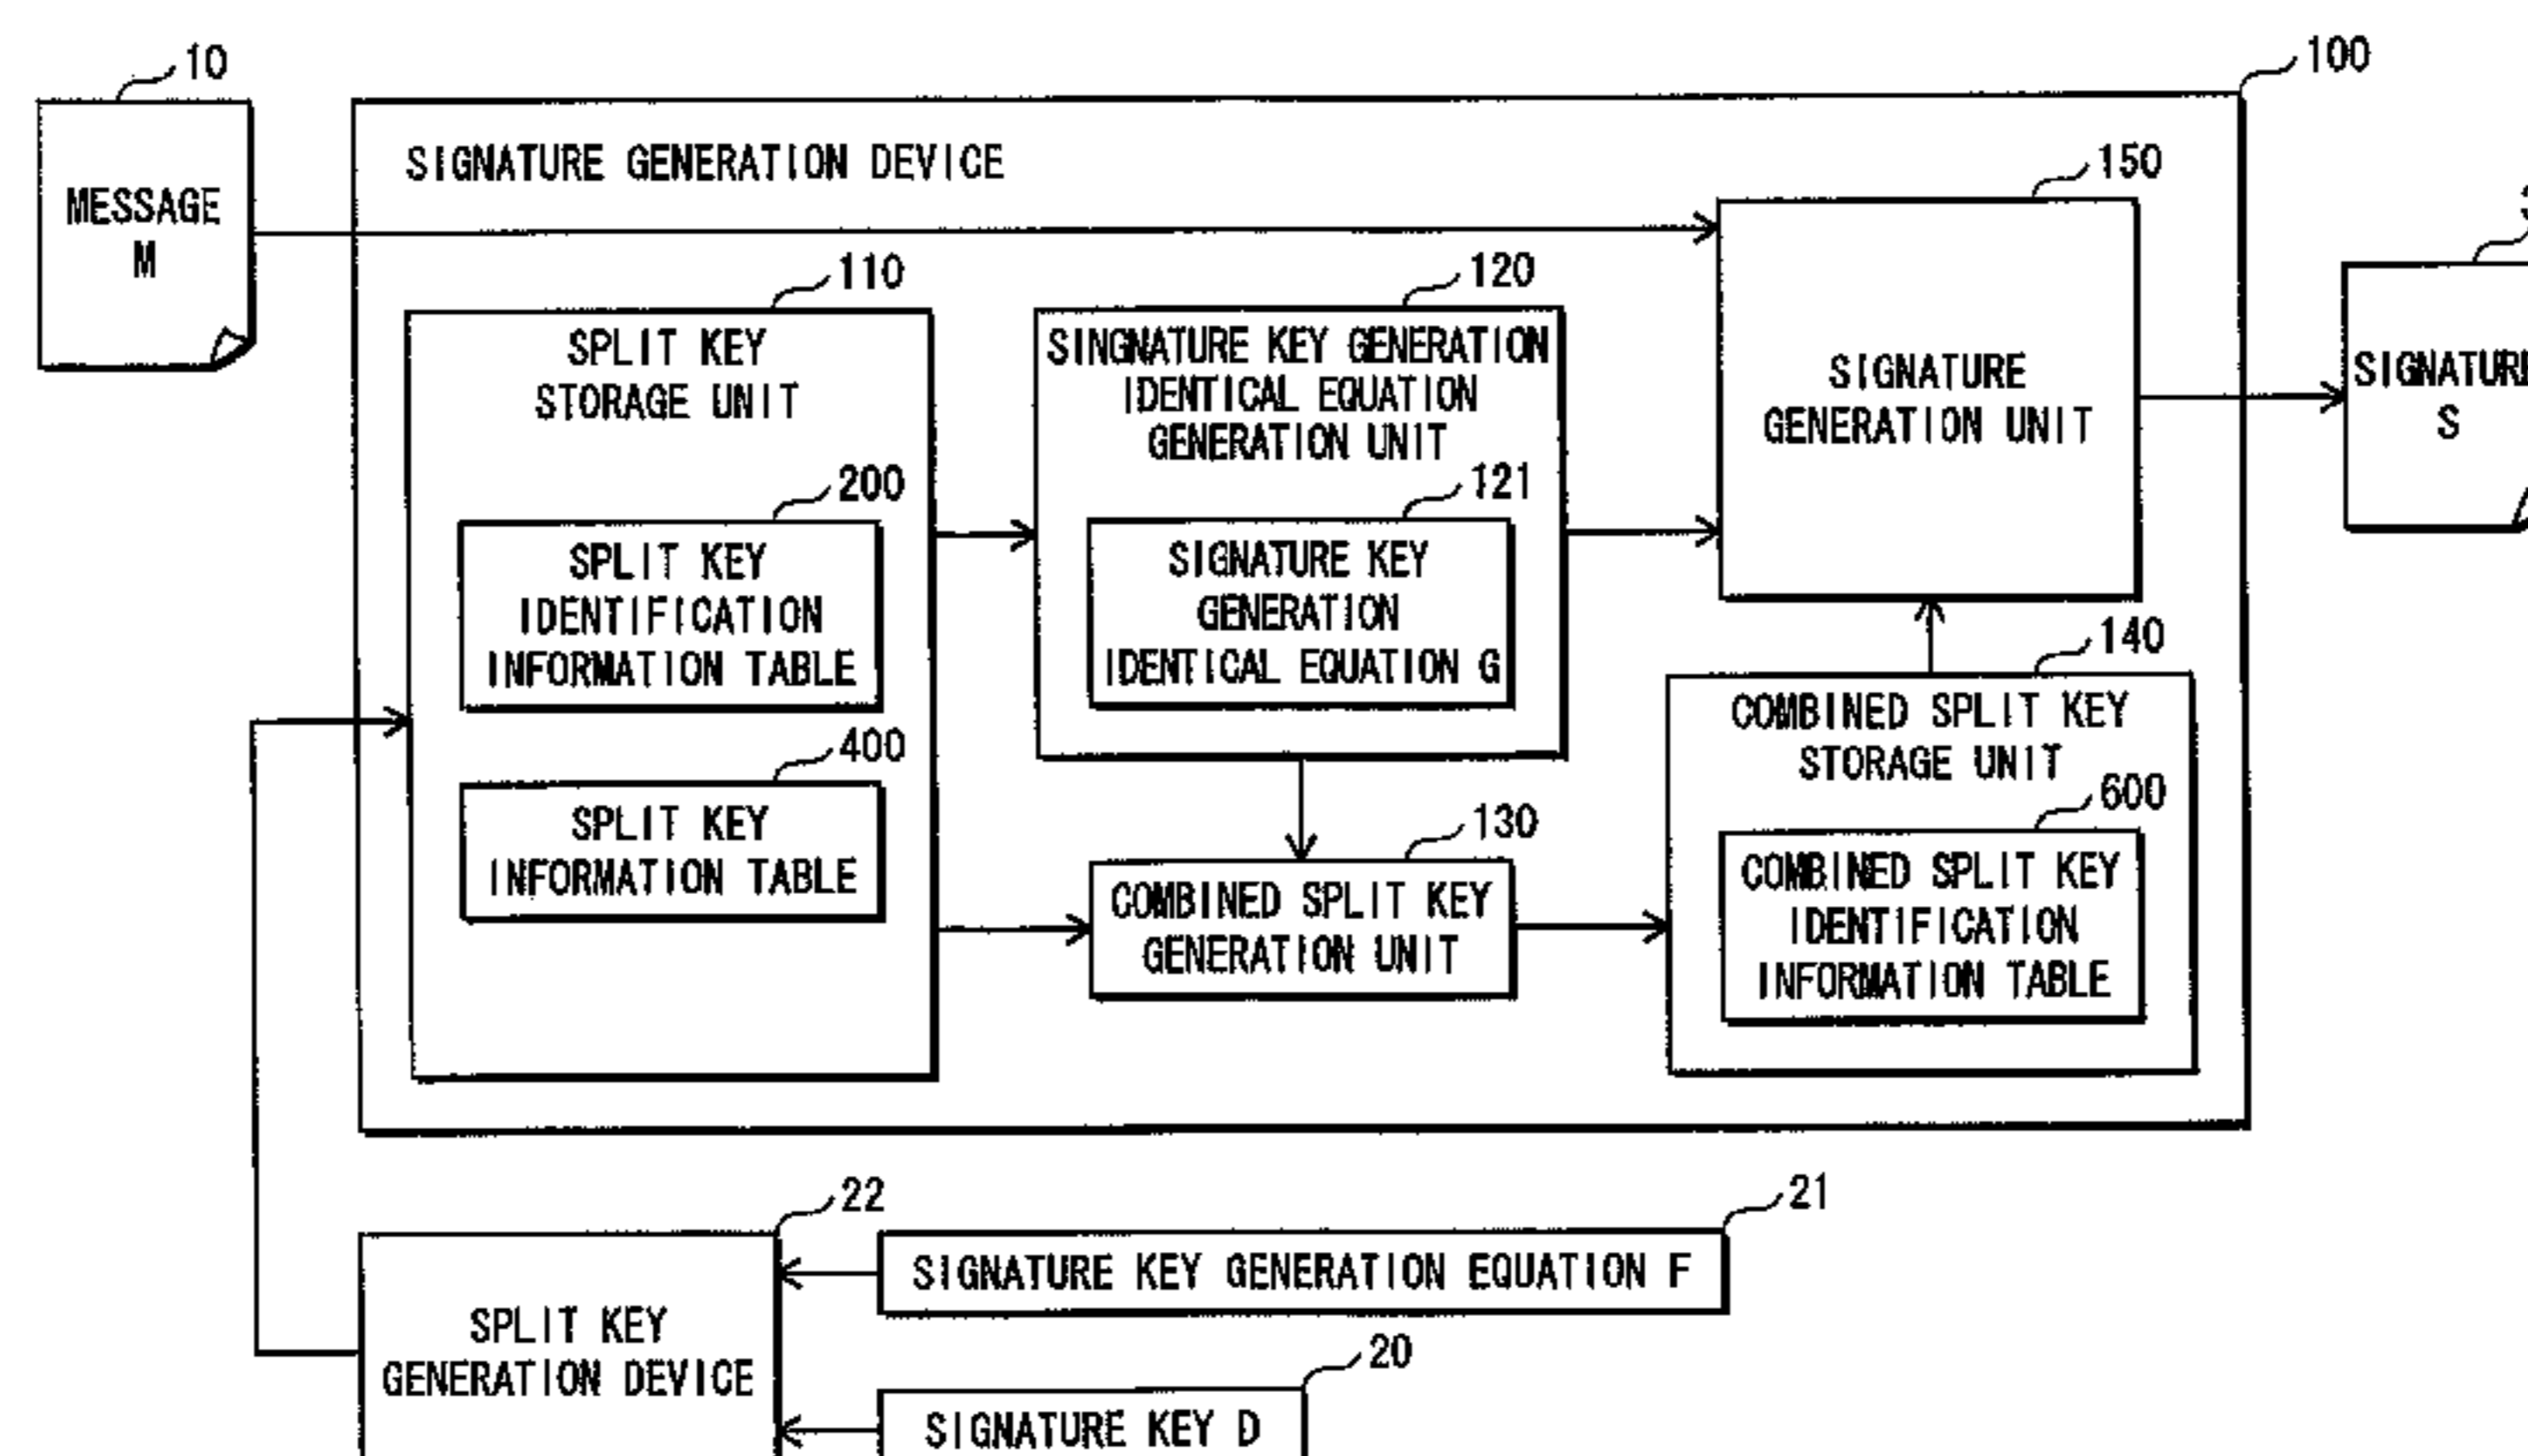 10
100
SIGNATURE GENERATION DEVICE
MESSAGE
M
150
110
120
SPLIT KEY
STORAGE UNIT
SINGNATURE KEY GENERATION
IDENTICAL EQUATION
GENERATION UNIT
SIGNATURE
GENERATION UNIT
SIGNATURE
S
200
121
SPLIT KEY
IDENTIFICATION
INFORMATION TABLE
SIGNATURE KEY
GENERATION
IDENTICAL EQUATION G
140
COMBINED SPLIT KEY
STORAGE UNIT
400
SPLIT KEY
INFORMATION TABLE
130
COMBINED SPLIT KEY
GENERATION UNIT
600
COMBINED SPLIT KEY
IDENTIFICATION
INFORMATION TABLE
22
21
SIGNATURE KEY GENERATION EQUATION F
SPLIT KEY
GENERATION DEVICE
20
SIGNATURE KEY D